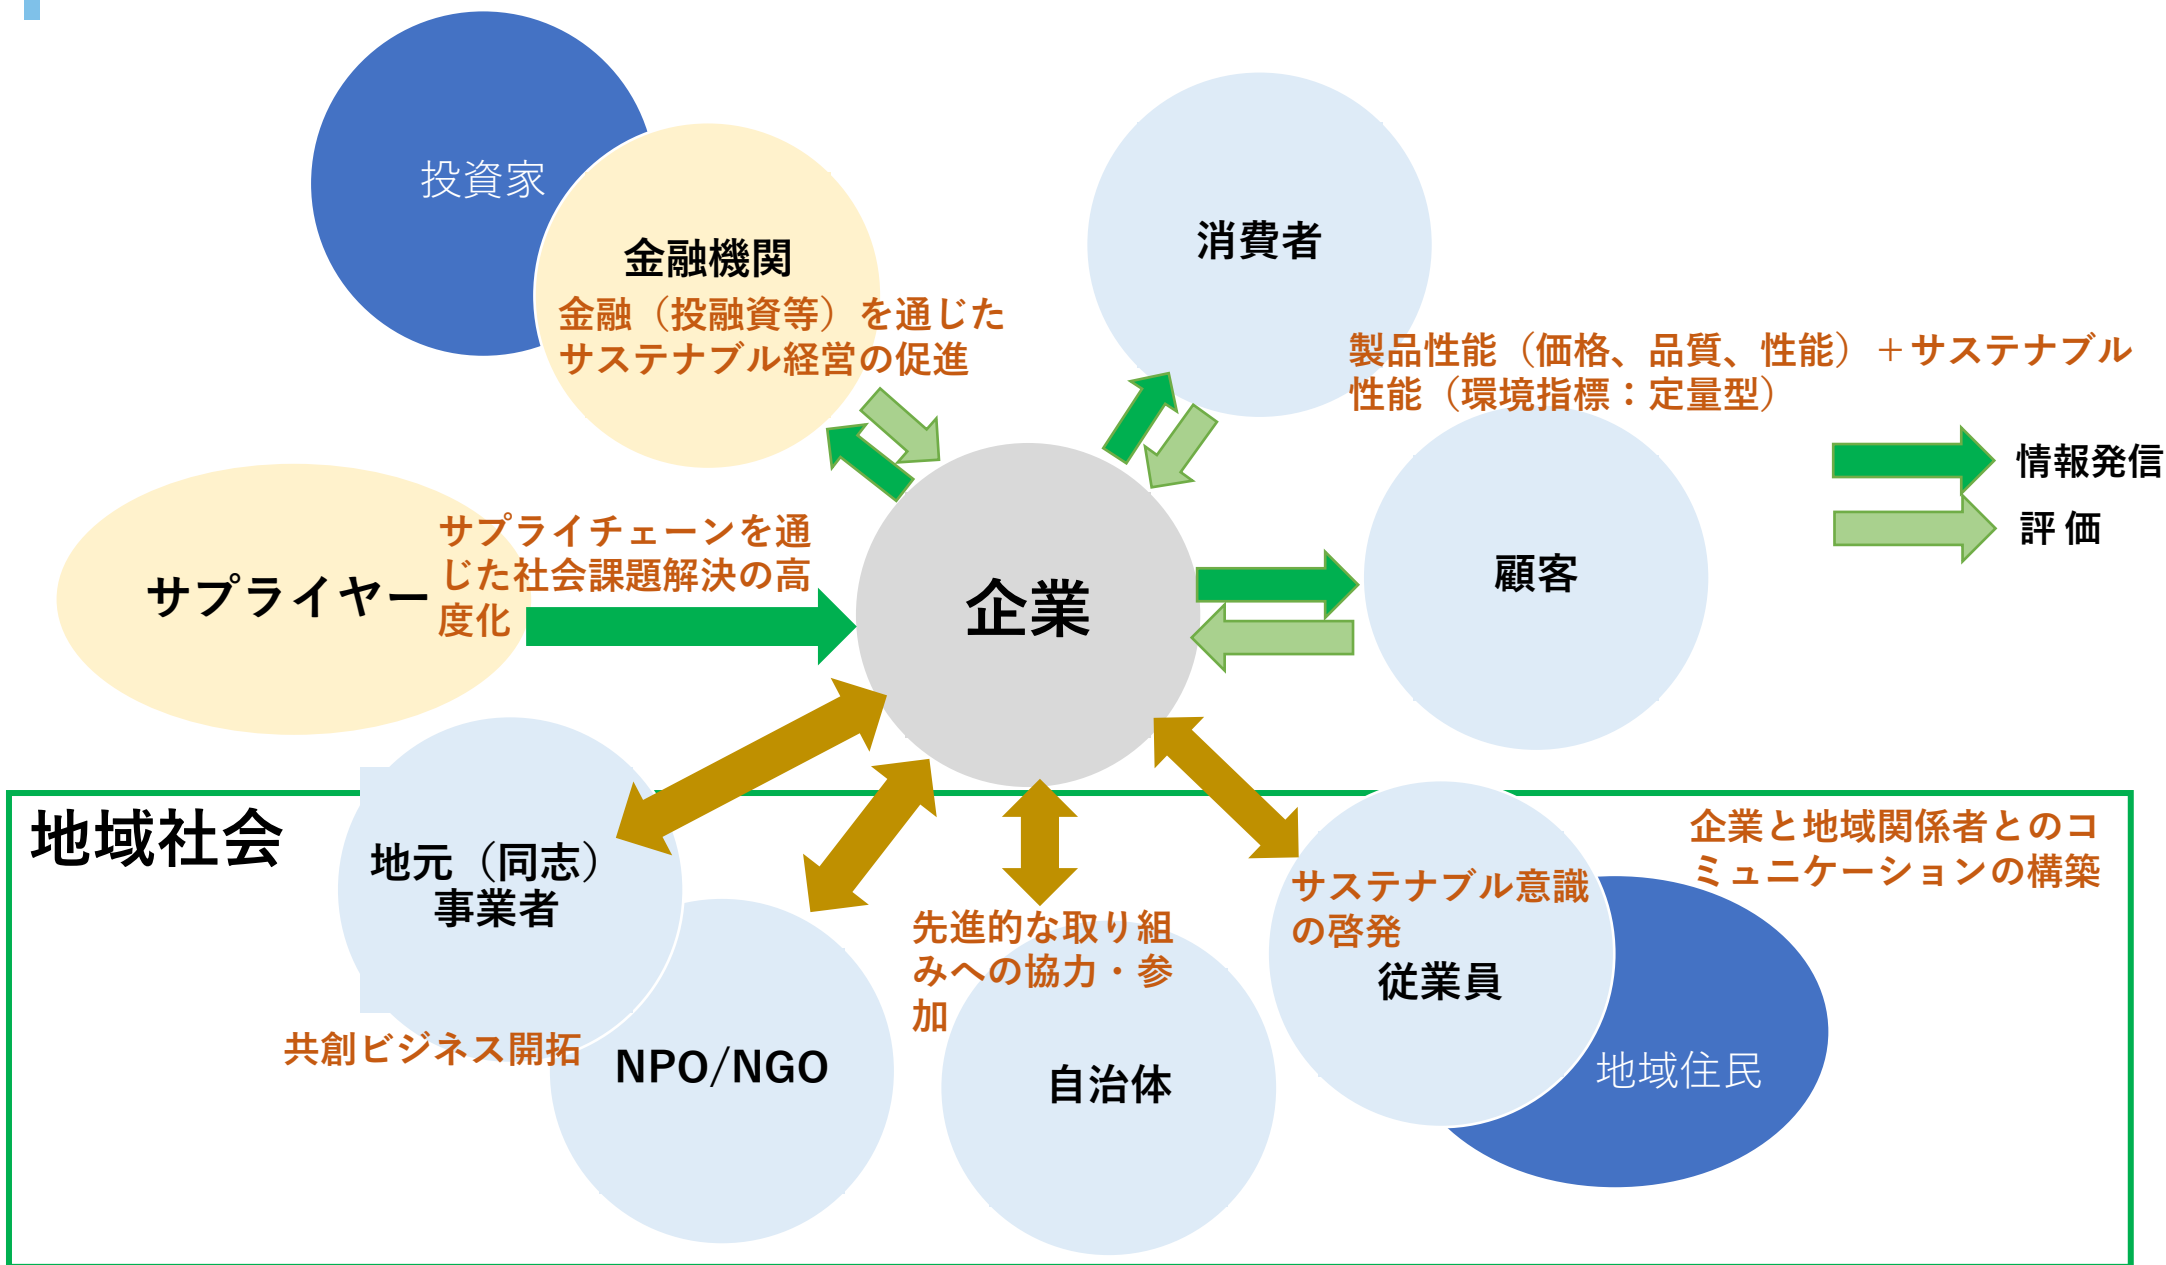 投資家
金融機関
金融（投融資等）を通じた
サステナブル経営の促進
消費者
製品性能（価格、品質、性能）＋サステナブル
性能（環境指標：定量型）
情報発信
評 価
サプライヤー
サプライチェーンを通
じた社会課題解決の高
度化
企業
顧客
地域社会
地元（同志）
事業者
共創ビジネス開拓
NPO/NGO
先進的な取り組
みへの協力・参
加
自治体
サステナブル意識
の啓発
従業員
企業と地域関係者とのコ
ミュニケーションの構築
地域住民